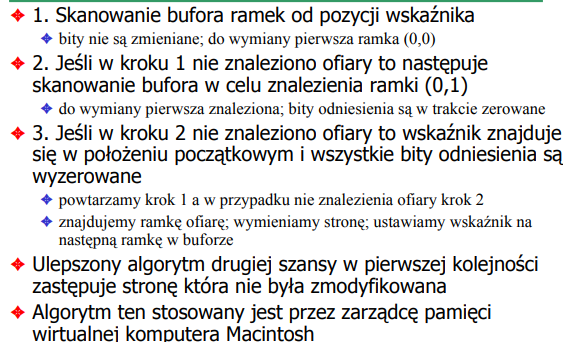 1. Skanowanie bufora ramek od pozycji wskaźnika
bity nie są zmieniane; do wymiany pierwsza ramka (0,0)
2. Jeśli w kroku 1 nie znaleziono ofiary to następuje
skanowanie bufora w celu znalezienia ramki (0,1)
do wymiany pierwsza znaleziona; bity odniesienia są w trakcie zerowane
3. Jeśli w kroku 2 nie znaleziono ofiary to wskaźnik znajduje
się w położeniu początkowym i wszystkie bity odniesienia są
wyzerowane
powtarzamy krok 1 a w przypadku nie znalezienia ofiary krok 2
znajdujemy ramkę ofiarę; wymieniamy stronę; ustawiamy wskaźnik na
następną ramkę w buforze
Ulepszony algorytm drugiej szansy w pierwszej kolejności
zastępuje stronę która nie była zmodyfikowana
Algorytm ten stosowany jest przez zarządcę pamięci
wirtualnej komputera Macintosh